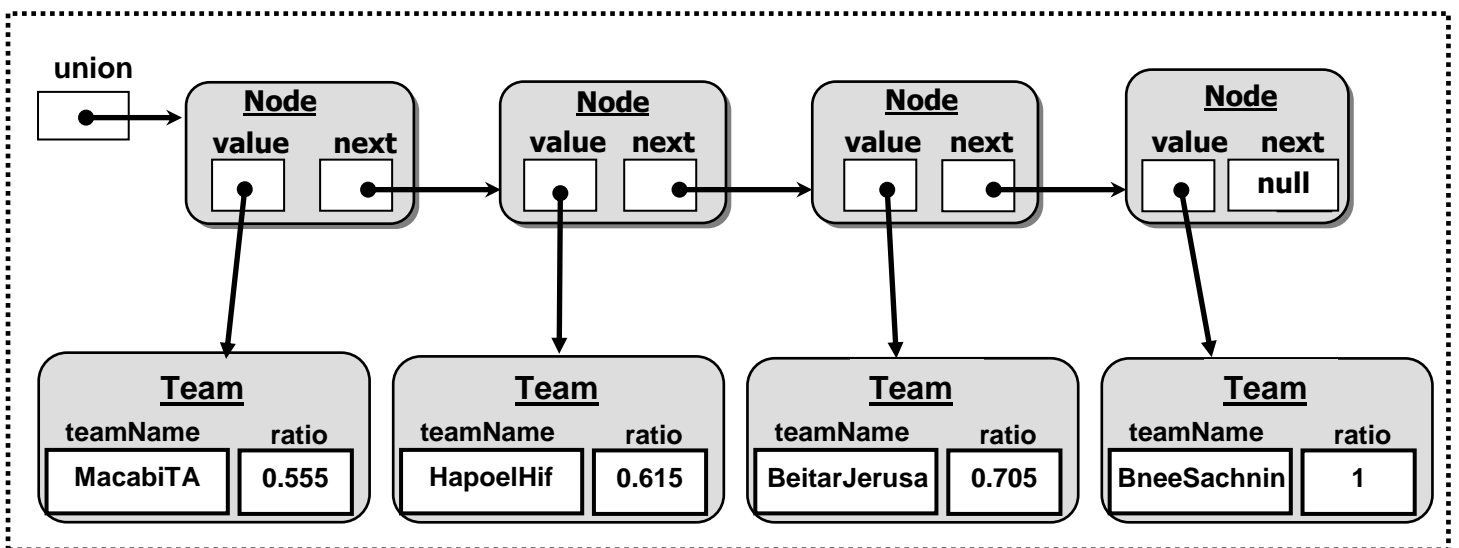 union
Node
value next
Node
value next
Node
value next
Node
value next
null
Team
teamName ratio
MacabiTA 0.555
Team
teamName ratio
HapoelHif 0.615
Team
teamName ratio
BeitarJerusa 0.705
Team
teamName ratio
BneeSachnin 1